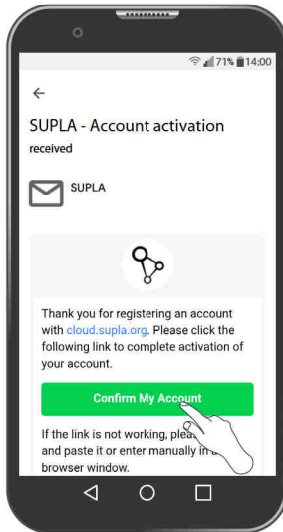 71% 14:00
SUPLA - Account activation
received
SUPLA
Thank you for registering an account
with cloud.supla.org. Please click the
following link to complete activation of
your account.
Confirm My Account
If the link is not working, 
and paste it or enter manually in
browser window.